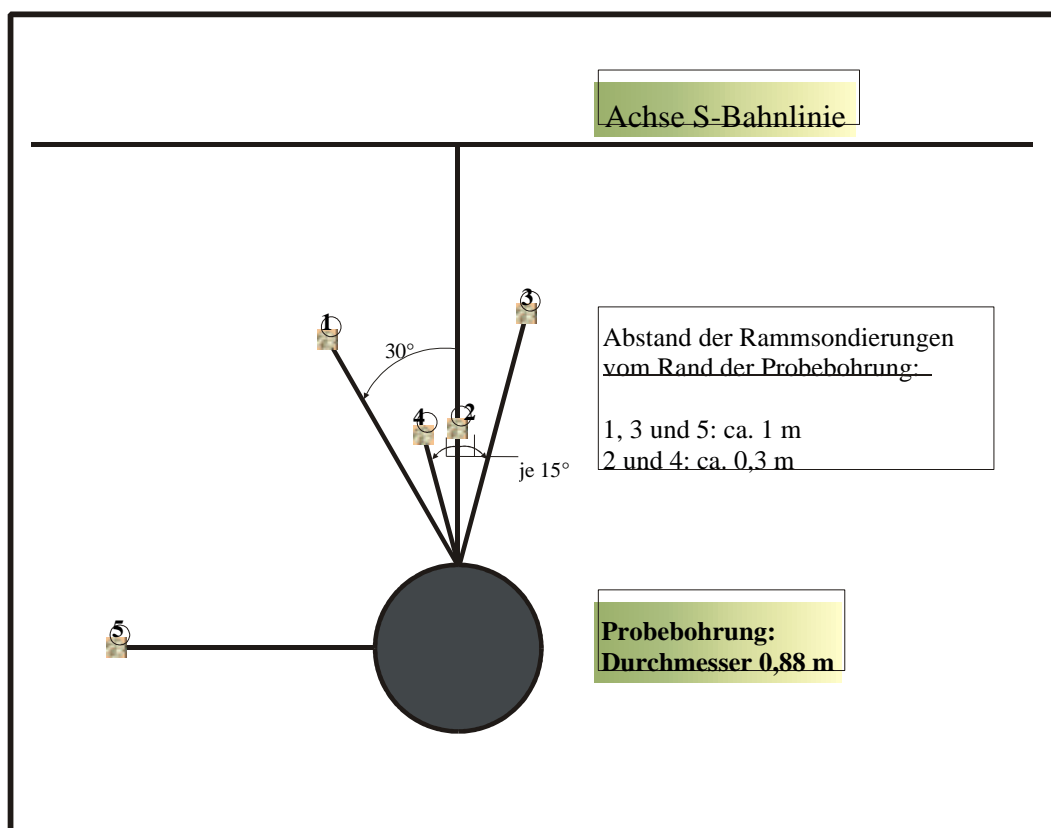 Achse S-Bahnlinie
3
1
30°
4
2
je 15°
Abstand der Rammsondierungen
vom Rand der Probebohrung:
1, 3 und 5: ca. 1 m
2 und 4: ca. 0,3 m
5
Probebohrung:
Durchmesser 0,88 m